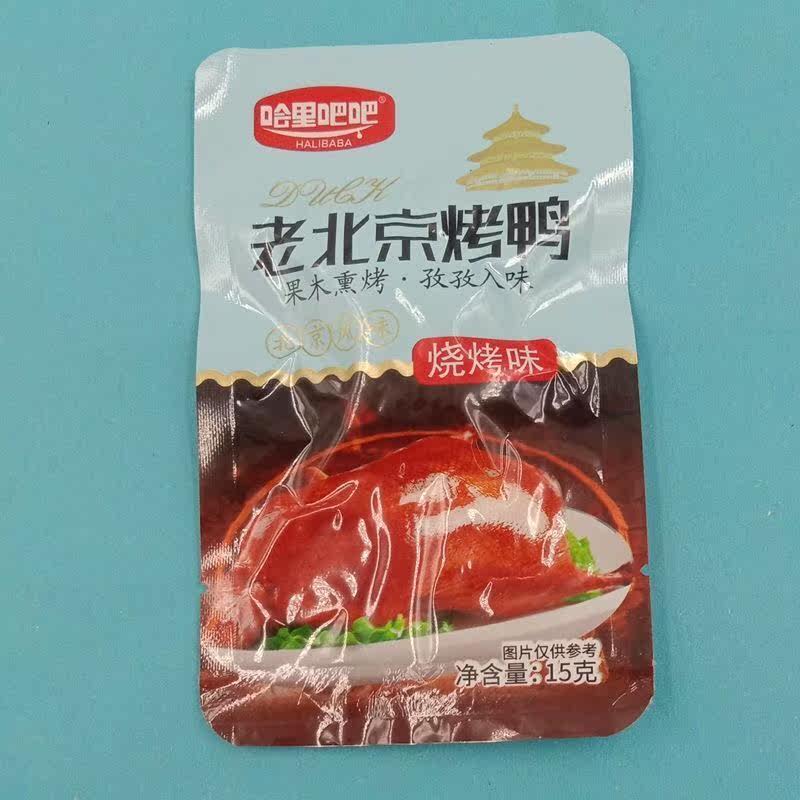 哈里吧吧®
HALIBABA
DUCK
老北京烤鸭
果木熏烤·孜孜入味
北京风味
烧烤味
图片仅供参考
净含量:15克